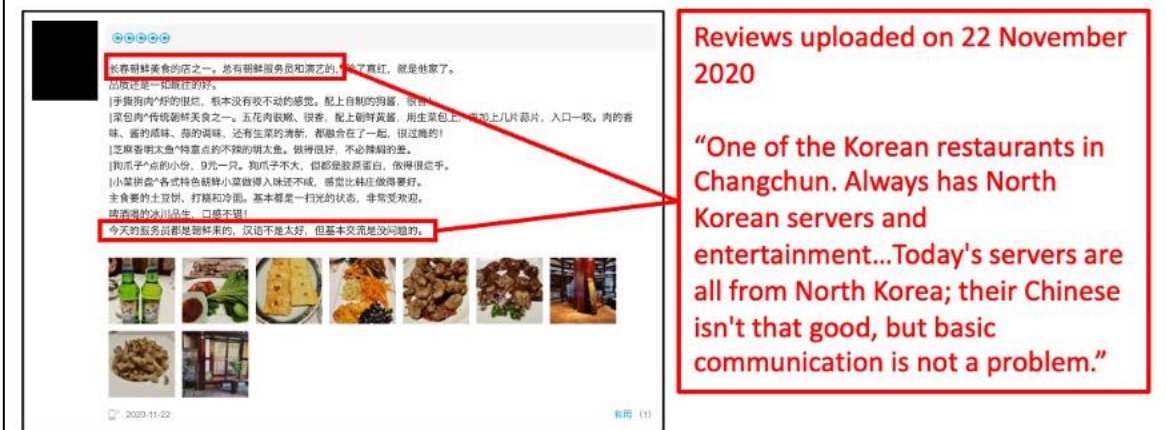 长春朝鲜美食的店之一。总有朝鲜服务员和演艺的，除了真红，就是他家了。
品质还是一如既往的好。
|手撕狗肉^炖的很烂，根本没有咬不动的感觉。配上自制的狗酱，很香！
|菜包肉^传统朝鲜美食之一。五花肉很嫩、很香，配上朝鲜黄酱，用生菜包上，再加上几片蒜片，入口一咬。肉的香
味、酱的咸味、蒜的调味，还有生菜的清新，都融合在了一起，很过瘾的！
|芝麻香明太鱼^特意点的不辣的明太鱼。做得很好，不必辣焗的差。
|狗爪子^点的小份，9元一只。狗爪子不大，但都是胶原蛋白，做得很烂乎。
|小菜拼盘^各式特色朝鲜小菜做得入味还不咸，感觉比韩庄做得要好。
主食要的土豆饼、打糕和冷面。基本都是一扫光的状态，非常受欢迎。
啤酒喝的冰川品生，口感不错！
今天的服务员都是朝鲜来的，汉语不是太好，但基本交流是没问题的。
2020-11-22
有用 (1)
Reviews uploaded on 22 November
2020
“One of the Korean restaurants in
Changchun. Always has North
Korean servers and
entertainment...Today's servers are
all from North Korea; their Chinese
isn't that good, but basic
communication is not a problem.”